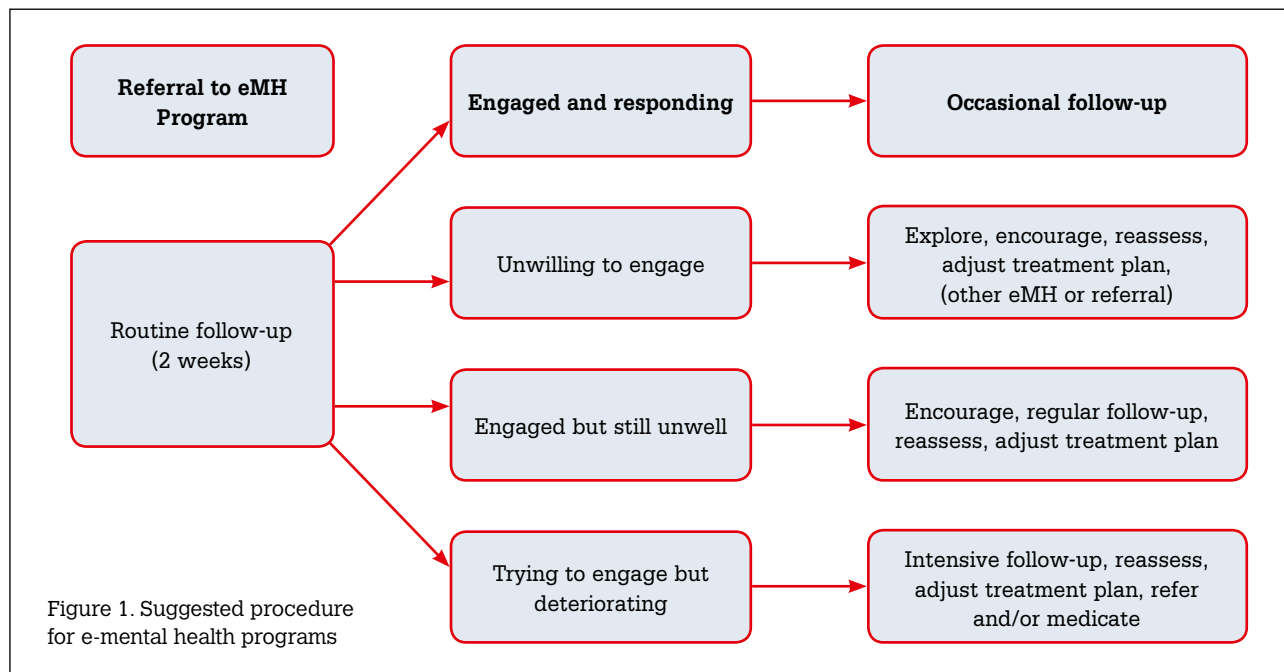 Referral to eMH
Program
Engaged and responding
Occasional follow-up
Routine follow-up
(2 weeks)
Unwilling to engage
Explore, encourage, reassess,
adjust treatment plan,
(other eMH or referral)
Engaged but still unwell
Encourage, regular follow-up,
reassess, adjust treatment plan
Trying to engage but
deteriorating
Intensive follow-up, reassess,
adjust treatment plan, refer
and/or medicate
Figure 1. Suggested procedure
for e-mental health programs